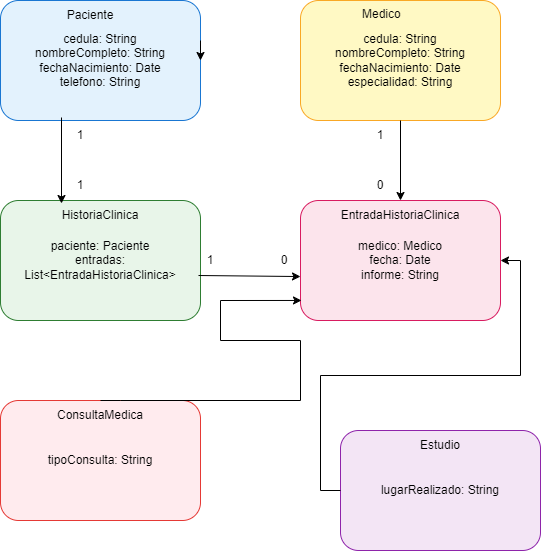 Paciente
cedula: String
nombreCompleto: String
fechaNacimiento: Date
telefono: String
Medico
cedula: String
nombreCompleto: String
fechaNacimiento: Date
especialidad: String
1
1
1
0
HistoriaClinica
paciente: Paciente
entradas:
List<EntradaHistoriaClinica>
1
0
EntradaHistoriaClinica
medico: Medico
fecha: Date
informe: String
ConsultaMedica
tipoConsulta: String
Estudio
lugarRealizado: String